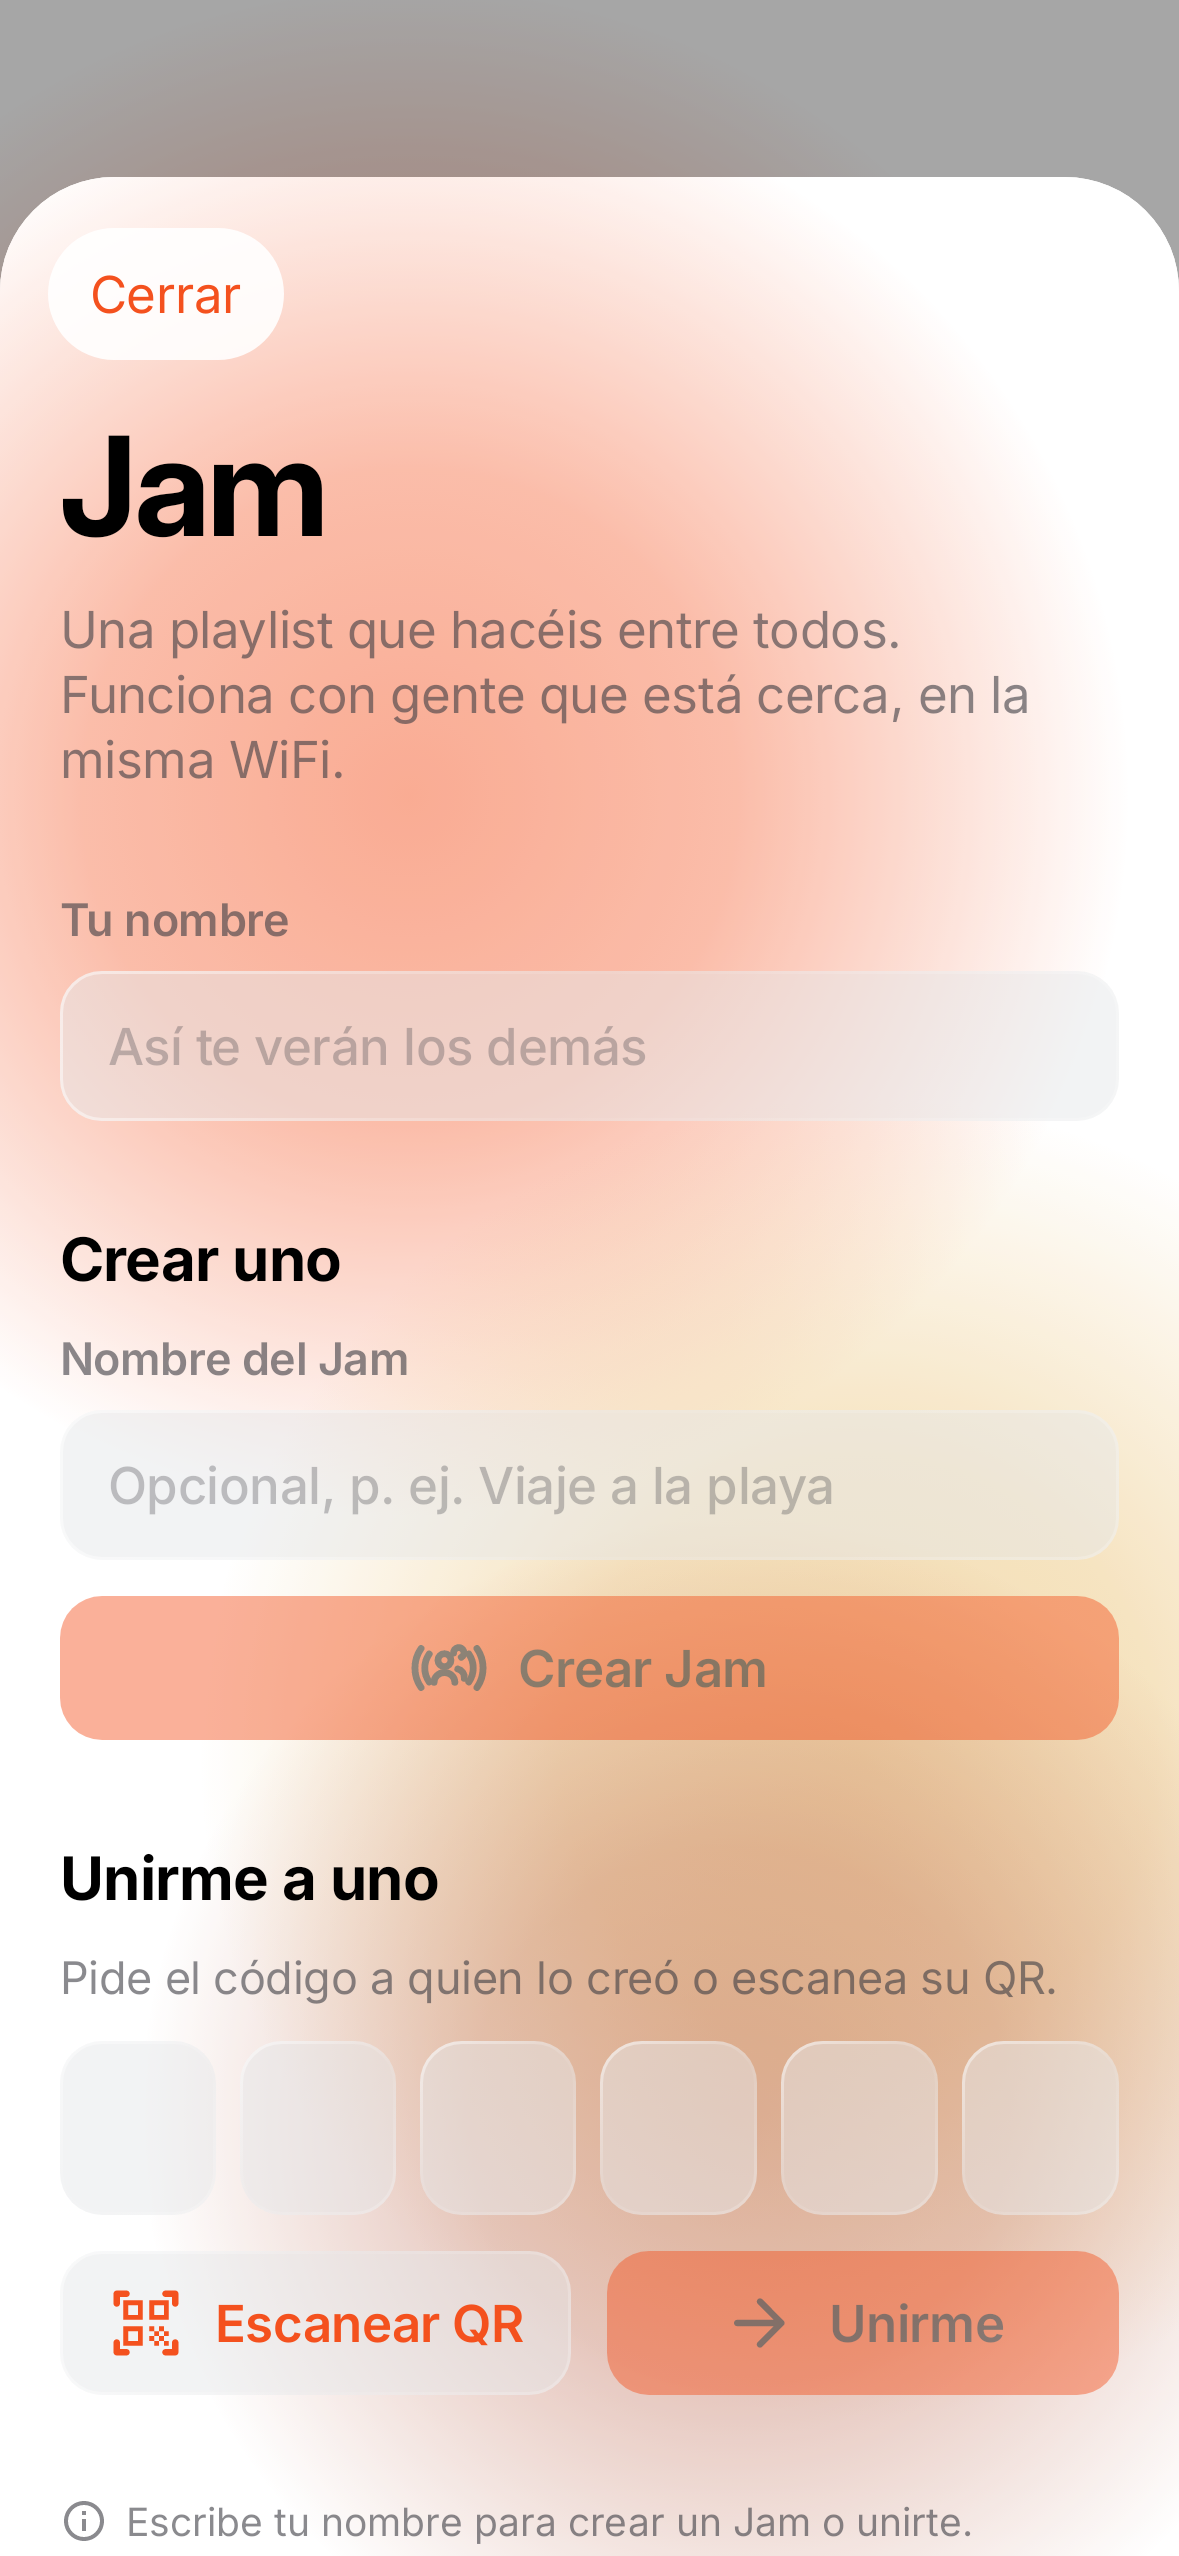 Cerrar
Jam
Una playlist que hacéis entre todos.
Funciona con gente que está cerca, en la
misma WiFi.
Tu nombre
Así te verán los demás
Crear uno
Nombre del Jam
Opcional, p. ej. Viaje a la playa
Crear Jam
Unirme a uno
Pide el código a quien lo creó o escanea su QR.
Escanear QR
Unirme
Escribe tu nombre para crear un Jam o unirte.